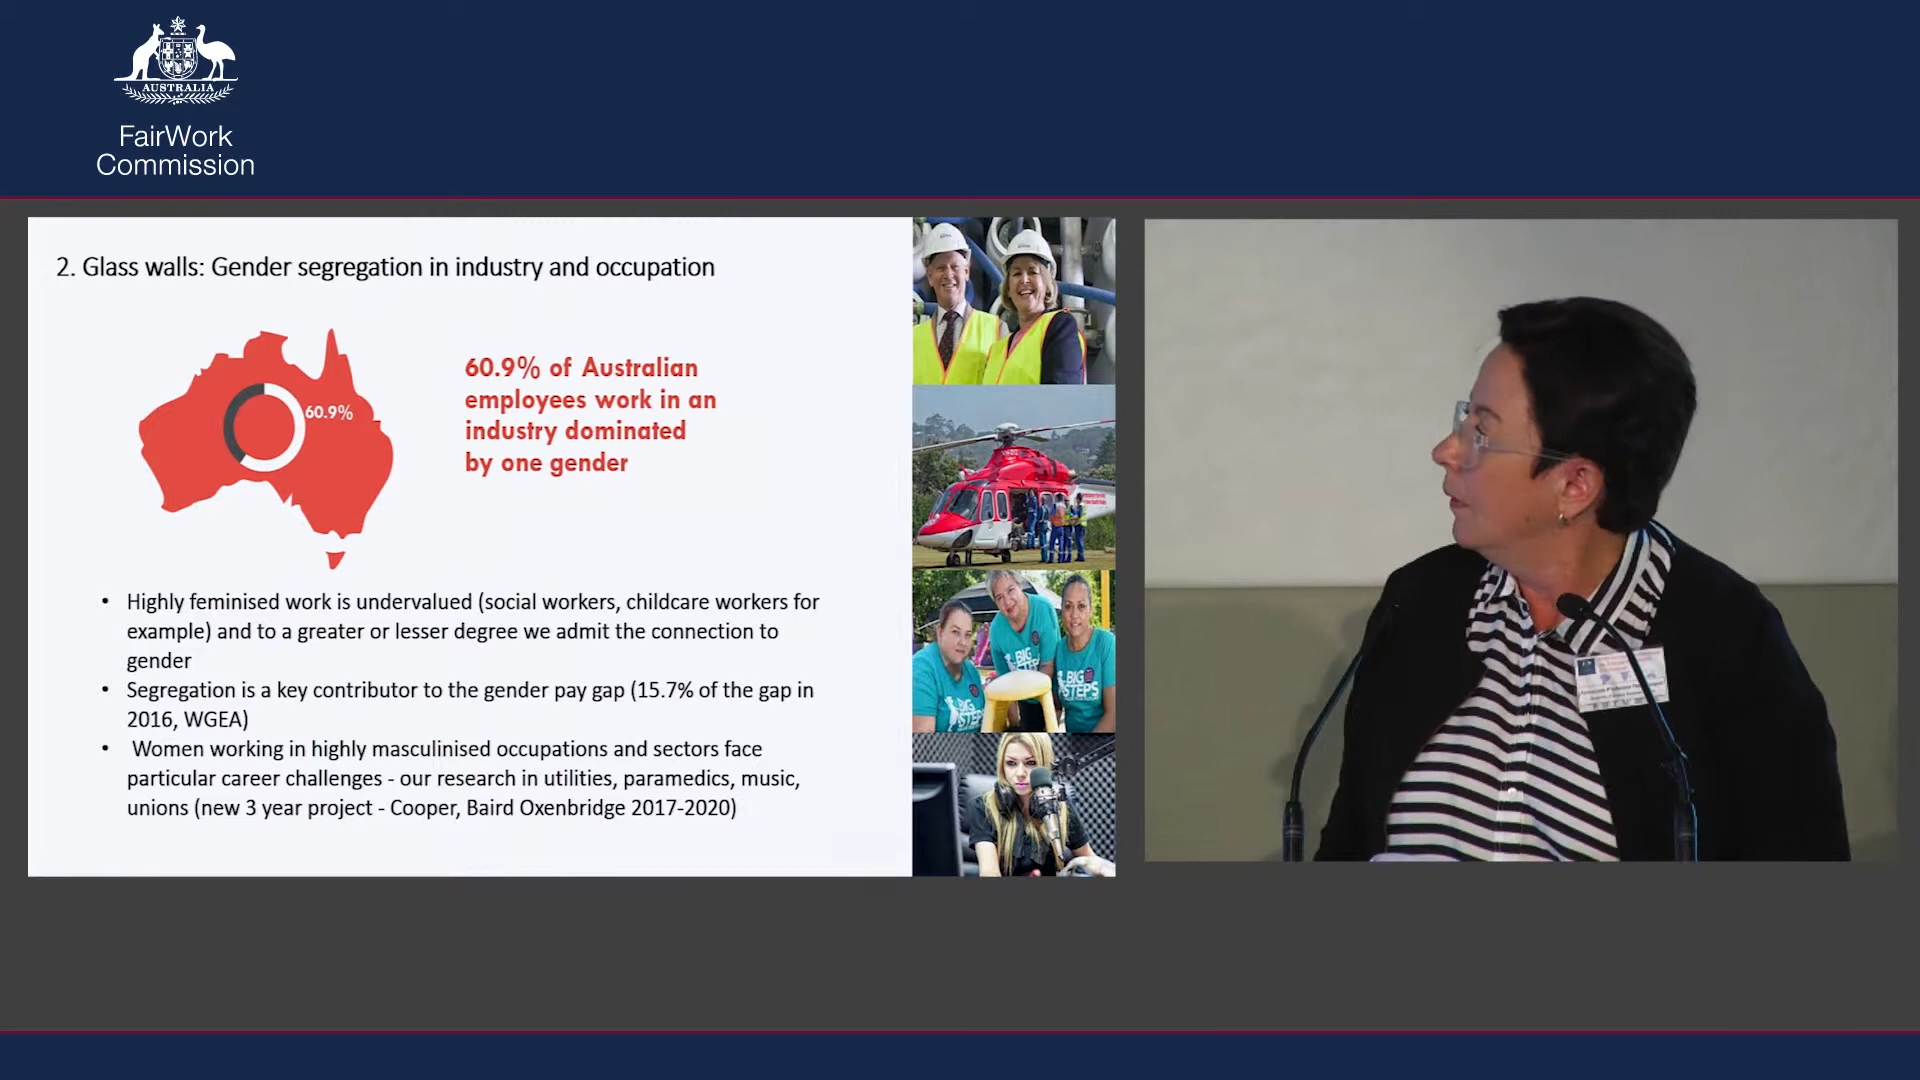 AUSTRALIA
FairWork
Commission
2. Glass walls: Gender segregation in industry and occupation
60.9%
60.9% of Australian
employees work in an
industry dominated
by one gender
• Highly feminised work is undervalued (social workers, childcare workers for
example) and to a greater or lesser degree we admit the connection to
gender
• Segregation is a key contributor to the gender pay gap (15.7% of the gap in
2016, WGEA)
• Women working in highly masculinised occupations and sectors face
particular career challenges - our research in utilities, paramedics, music,
unions (new 3 year project - Cooper, Baird Oxenbridge 2017-2020)
BIG
BIG
STEPS